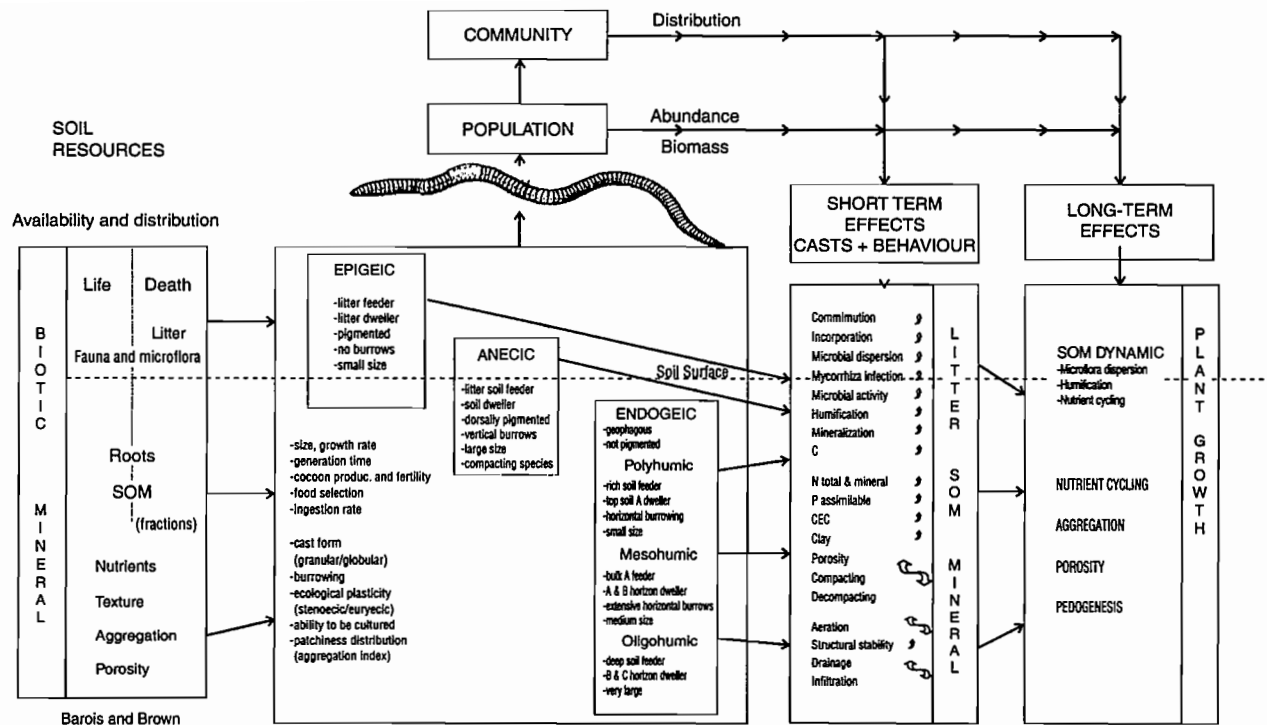 COMMUNITY
Distribution
POPULATION
Abundance
Biomass
SOIL
RESOURCES
Availability and distribution
BIOTIC
MINERAL
Life
Death
Litter
Fauna and microflora
Roots
SOM
(fractions)
Nutrients
Texture
Aggregation
Porosity
Barois and Brown
EPIGEIC
-litter feeder
-litter dweller
-pigmented
-no burrows
-small size
-size, growth rate
-generation time
-cocoon produc. and fertility
-food selection
-ingestion rate
-cast form
(granular/globular)
-burrowing
-ecological plasticity
(stenoecic/euryecic)
-ability to be cultured
-patchiness distribution
(aggregation index)
ANECIC
-litter soil feeder
-soil dweller
-dorsally pigmented
-vertical burrows
-large size
-compacting species
Soil Surface
ENDOGEIC
-geophagous
-not pigmented
Polyhumic
-rich soil feeder
-top soil A dweller
-horizontal burrowing
-small size
Mesohumic
-bulk A feeder
-A & B horizon dweller
-extensive horizontal burrows
-medium size
Oligohumic
-deep soil feeder
-B & C horizon dweller
-very large
SHORT TERM
EFFECTS
CASTS + BEHAVIOUR
Commimution
Incorporation
Microbial dispersion
Mycorrhiza infection
Microbial activity
Humification
Mineralization
C
N total & mineral
P assimilable
CEC
Clay
Porosity
Compacting
Decompacting
Aeration
Structural stability
Drainage
Infiltration
LITTER
SOM
MINERAL
LONG-TERM
EFFECTS
SOM DYNAMIC
-Microflora dispersion
-Humification
-Nutrient cycling
NUTRIENT CYCLING
AGGREGATION
POROSITY
PEDOGENESIS
PLANT GROWTH